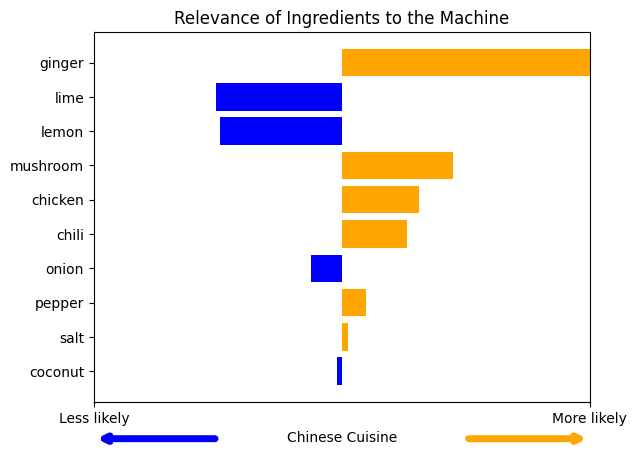 Relevance of Ingredients to the Machine
ginger
lime
lemon
mushroom
chicken
chili
onion
pepper
salt
coconut
Less likely
More likely
Chinese Cuisine